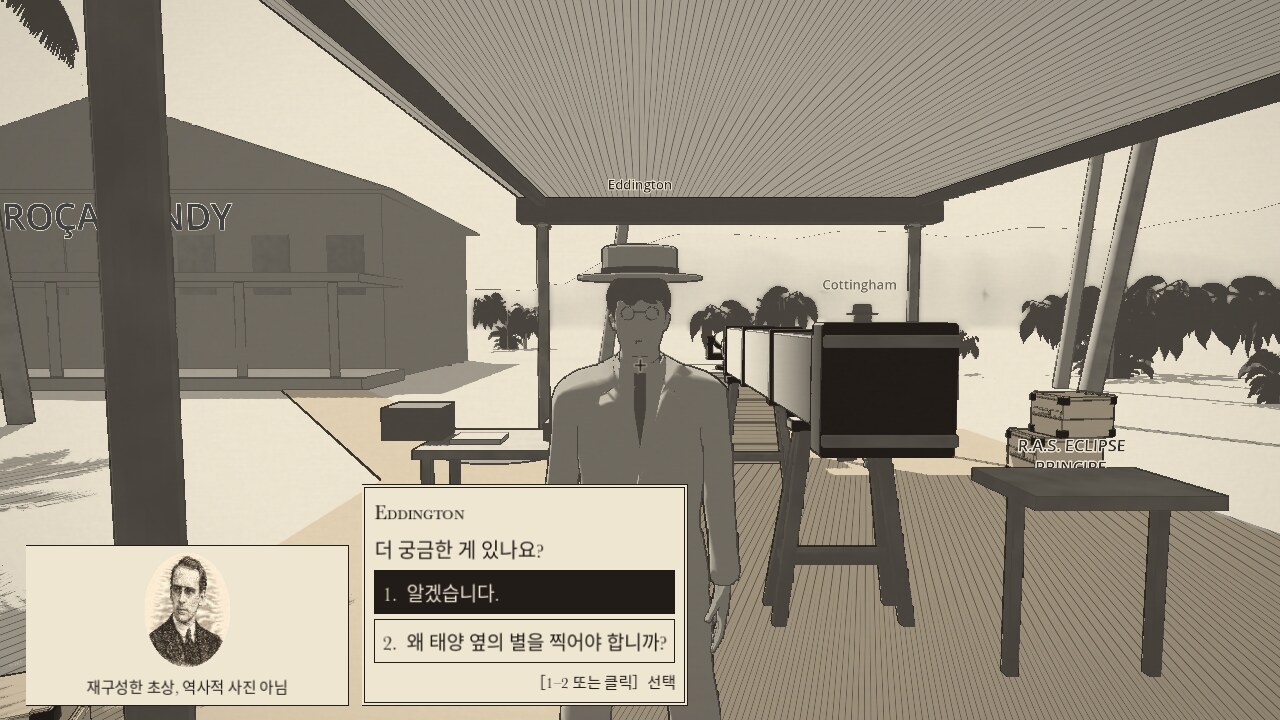 Eddington
ROÇA NDY
Cottingham
R.A.S. ECLIPSE
PRINCIPE
Eddington
더 궁금한 게 있나요?
1. 알겠습니다.
2. 왜 태양 옆의 별을 찍어야 합니까?
[1–2 또는 클릭] 선택
재구성한 초상, 역사적 사진 아님